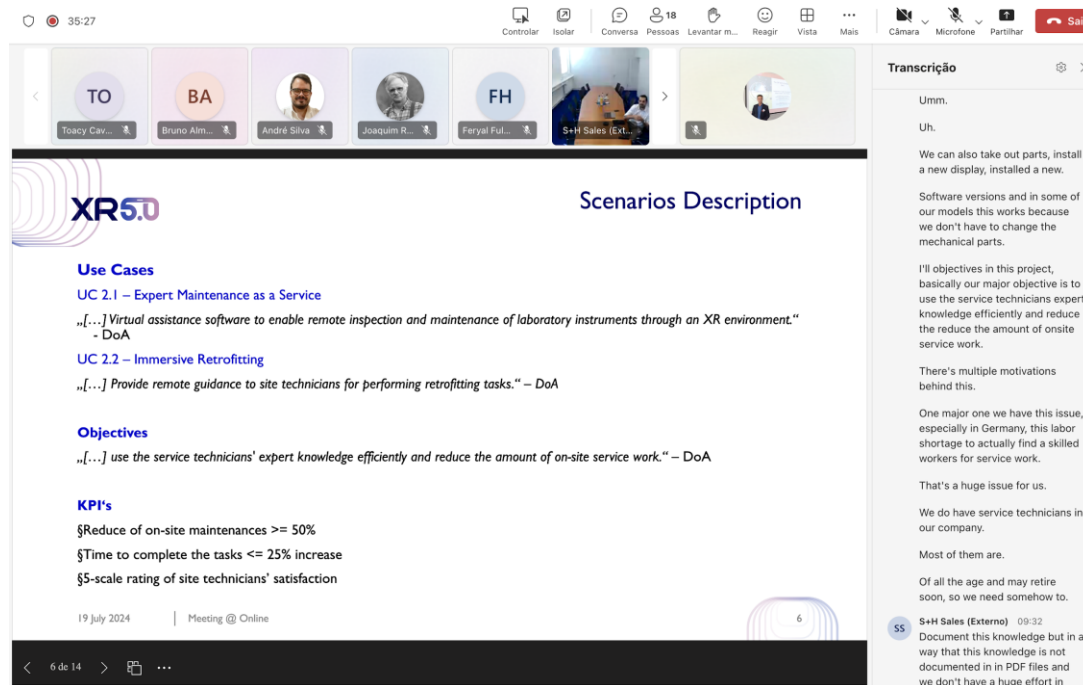 35:27
Controlar
Isolar
Conversa
18
Pessoas
Levantar m...
Reagir
Vista
Mais
Câmara
Microfone
Partilhar
Sai
TO
Toacy Cav...
BA
Bruno Alm...
André Silva
Joaquim R...
FH
Feryal Ful...
S+H Sales (Ext...
XR5.0
Scenarios Description
Use Cases
UC 2.1 – Expert Maintenance as a Service
„[…] Virtual assistance software to enable remote inspection and maintenance of laboratory instruments through an XR environment.“
- DoA
UC 2.2 – Immersive Retrofitting
„[…] Provide remote guidance to site technicians for performing retrofitting tasks.“ – DoA
Objectives
„[…] use the service technicians' expert knowledge efficiently and reduce the amount of on-site service work.“ – DoA
KPI‘s
§Reduce of on-site maintenances >= 50%
§Time to complete the tasks <= 25% increase
§5-scale rating of site technicians’ satisfaction
19 July 2024
Meeting @ Online
6
6 de 14
Transcrição
Umm.
Uh.
We can also take out parts, install
a new display, installed a new.
Software versions and in some of
our models this works because
we don't have to change the
mechanical parts.
I'll objectives in this project,
basically our major objective is to
use the service technicians expert
knowledge efficiently and reduce
the reduce the amount of onsite
service work.
There's multiple motivations
behind this.
One major one we have this issue,
especially in Germany, this labor
shortage to actually find a skilled
workers for service work.
That's a huge issue for us.
We do have service technicians in
our company.
Most of them are.
Of all the age and may retire
soon, so we need somehow to.
SS
S+H Sales (Externo) 09:32
Document this knowledge but in a
way that this knowledge is not
documented in in PDF files and
we don't have a huge effort in